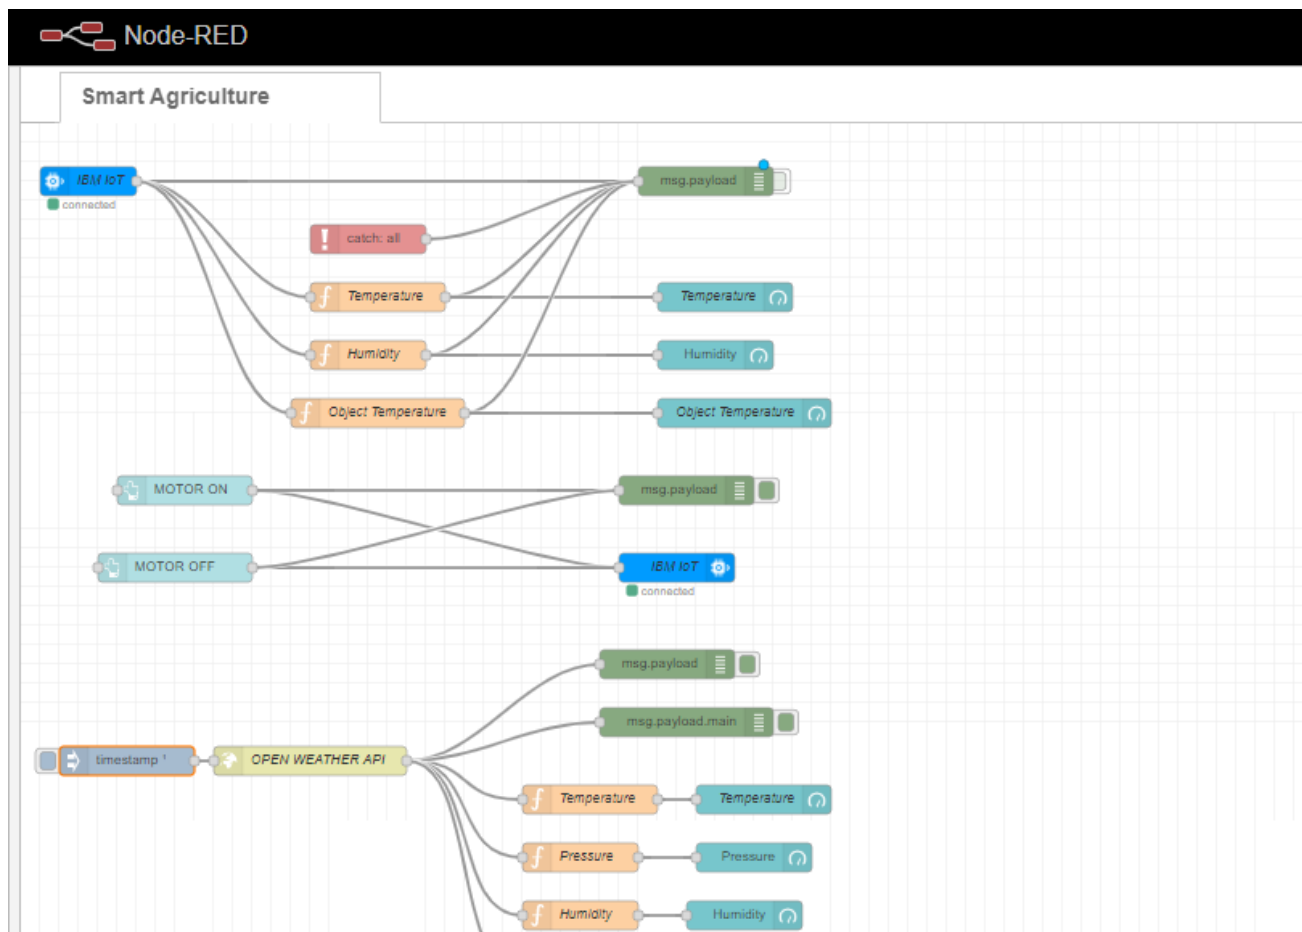 Node-RED
Smart Agriculture
IBM IoT
msg.payload
connected
catch: all
Temperature
Temperature
Humidity
Humidity
Object Temperature
Object Temperature
MOTOR ON
msg.payload
MOTOR OFF
IBM IoT
connected
msg.payload
msg.payload.main
timestamp ¹
OPEN WEATHER API
Temperature
Temperature
Pressure
Pressure
Humidity
Humidity